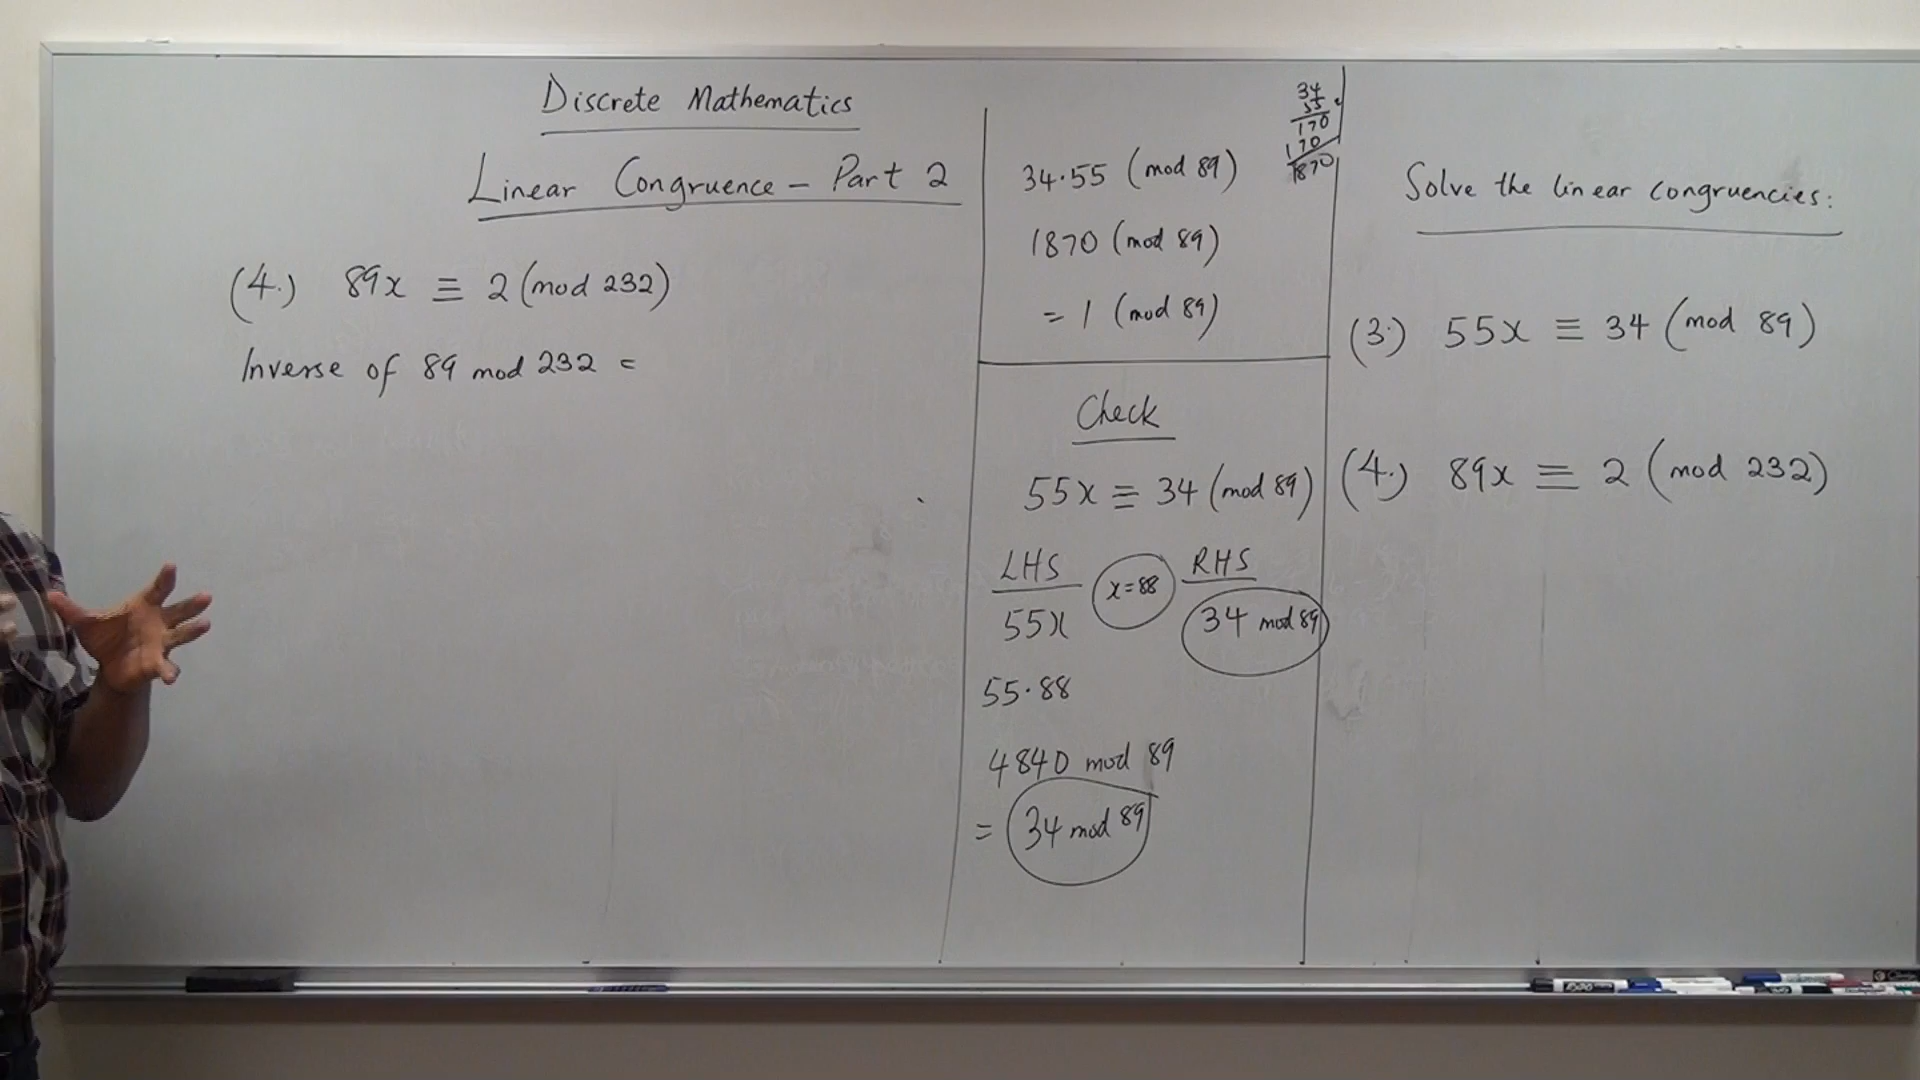 Discrete Mathematics
Linear Congruence – Part 2
(4.) 89x ≡ 2 (mod 232)
Inverse of 89 mod 232 =
34·55 (mod 89)
1870 (mod 89)
= 1 (mod 89)
34
55
170
170
1870
Check
55x ≡ 34 (mod 89)
LHS x=88 RHS
55x 34 mod 89
55·88
4840 mod 89
= 34 mod 89
Solve the linear congruencies:
(3.) 55x ≡ 34 (mod 89)
(4.) 89x ≡ 2 (mod 232)